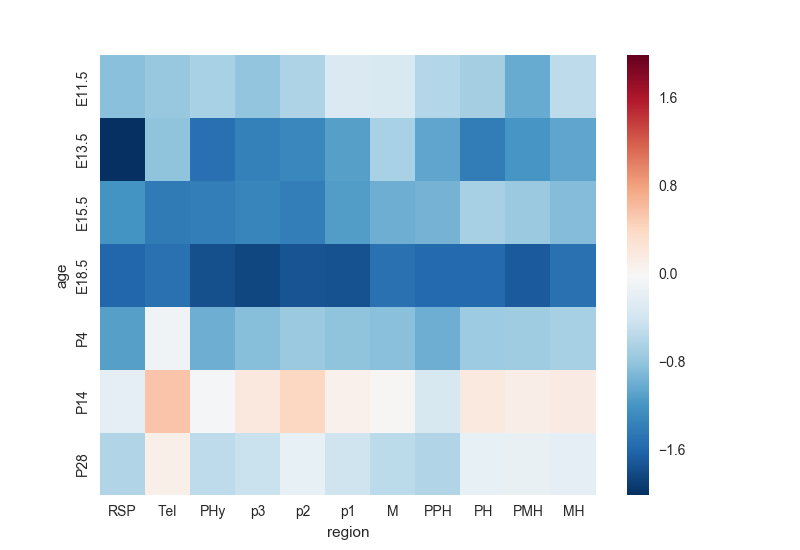 age
E11.5
E13.5
E15.5
E18.5
P4
P14
P28
RSP Tel PHy p3 p2 p1 M PPH PH PMH MH
region
1.6
0.8
0.0
−0.8
−1.6